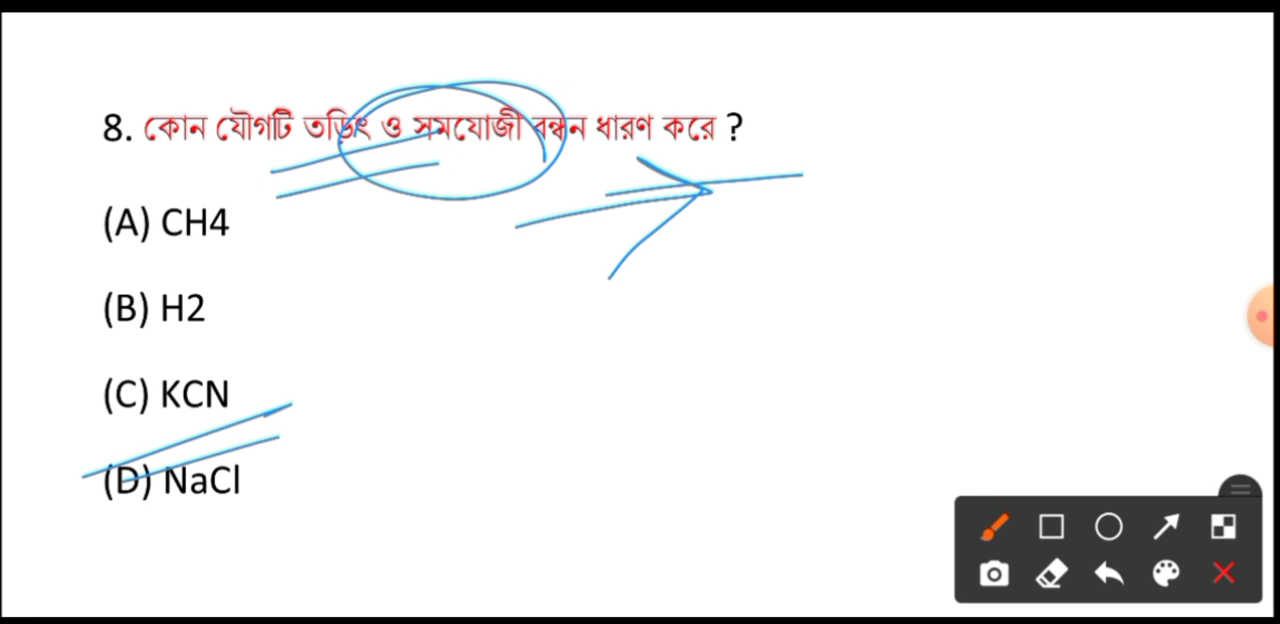 8. কোন যৌগটি তড়িৎ ও সমযোজী বন্ধন ধারণ করে ?
(A) CH4
(B) H2
(C) KCN
(D) NaCl